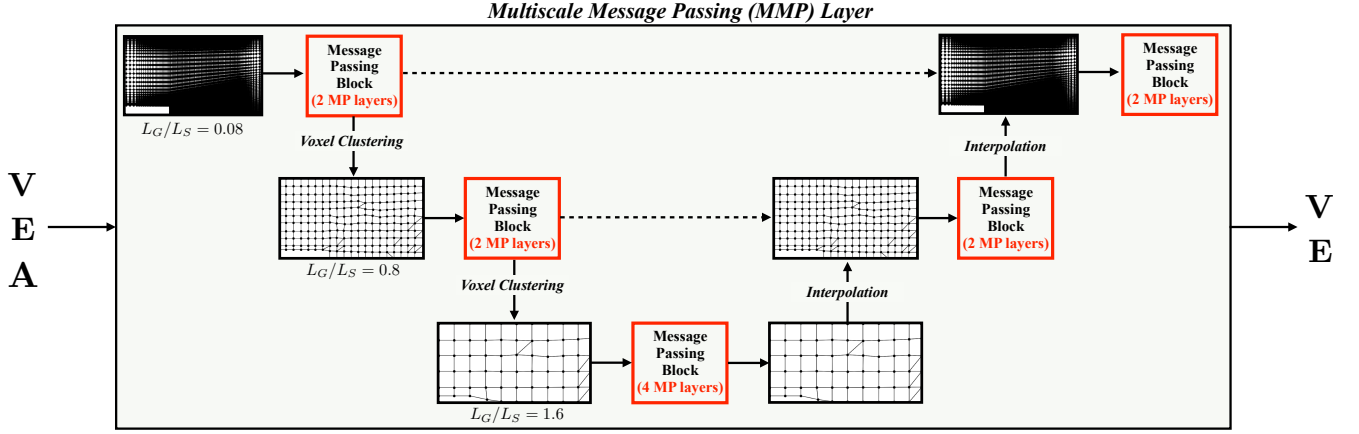 Multiscale Message Passing (MMP) Layer
Message
Passing
Block
(2 MP layers)
Message
Passing
Block
(2 MP layers)
L_G/L_S = 0.08
Voxel Clustering
Interpolation
V
E
A
Message
Passing
Block
(2 MP layers)
Message
Passing
Block
(2 MP layers)
V
E
L_G/L_S = 0.8
Voxel Clustering
Interpolation
Message
Passing
Block
(4 MP layers)
L_G/L_S = 1.6